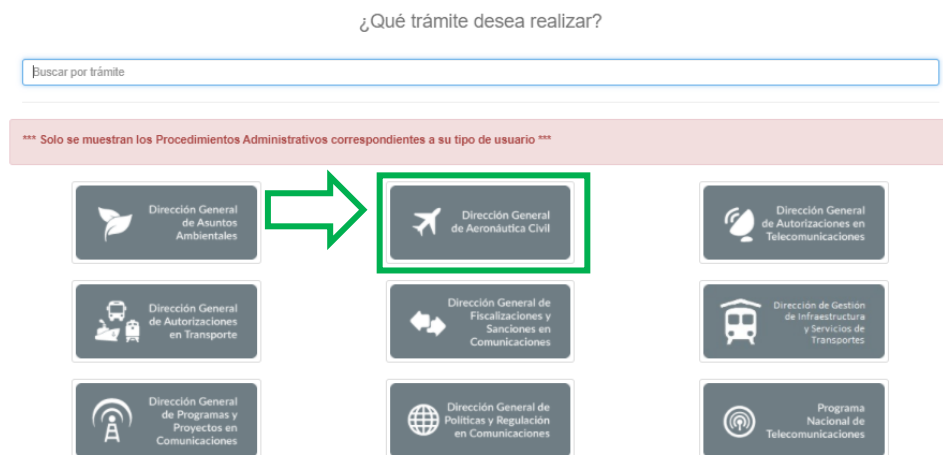 ¿Qué trámite desea realizar?
Buscar por trámite
*** Solo se muestran los Procedimientos Administrativos correspondientes a su tipo de usuario ***
Dirección General
de Asuntos
Ambientales
Dirección General
de Aeronáutica Civil
Dirección General
de Autorizaciones en
Telecomunicaciones
Dirección General
de Autorizaciones
en Transporte
Dirección General de
Fiscalizaciones y
Sanciones en
Comunicaciones
Dirección de Gestión
de Infraestructura
y Servicios de
Transportes
Dirección General
de Programas y
Proyectos en
Comunicaciones
Dirección General de
Políticas y Regulación
en Comunicaciones
Programa
Nacional de
Telecomunicaciones